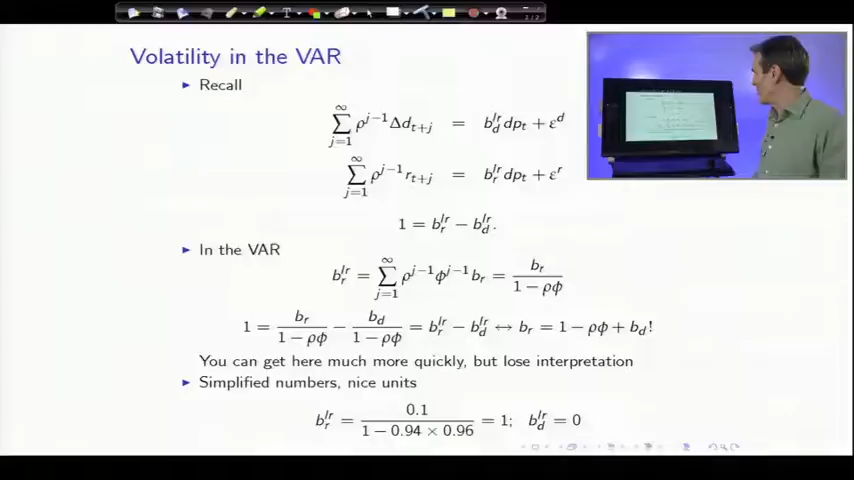 1/2
Volatility in the VAR
▶ Recall
∑_{j=1}^{∞} ρ^{j−1} Δd_{t+j} = b_d^{lr} dp_t + ε^d
∑_{j=1}^{∞} ρ^{j−1} r_{t+j} = b_r^{lr} dp_t + ε^r
1 = b_r^{lr} − b_d^{lr}.
▶ In the VAR
b_r^{lr} = ∑_{j=1}^{∞} ρ^{j−1} φ^{j−1} b_r = b_r / (1 − ρφ)
1 = b_r / (1 − ρφ) − b_d / (1 − ρφ) = b_r^{lr} − b_d^{lr} ↔ b_r = 1 − ρφ + b_d!
You can get here much more quickly, but lose interpretation
▶ Simplified numbers, nice units
b_r^{lr} = 0.1 / (1 − 0.94 × 0.96) = 1; b_d^{lr} = 0